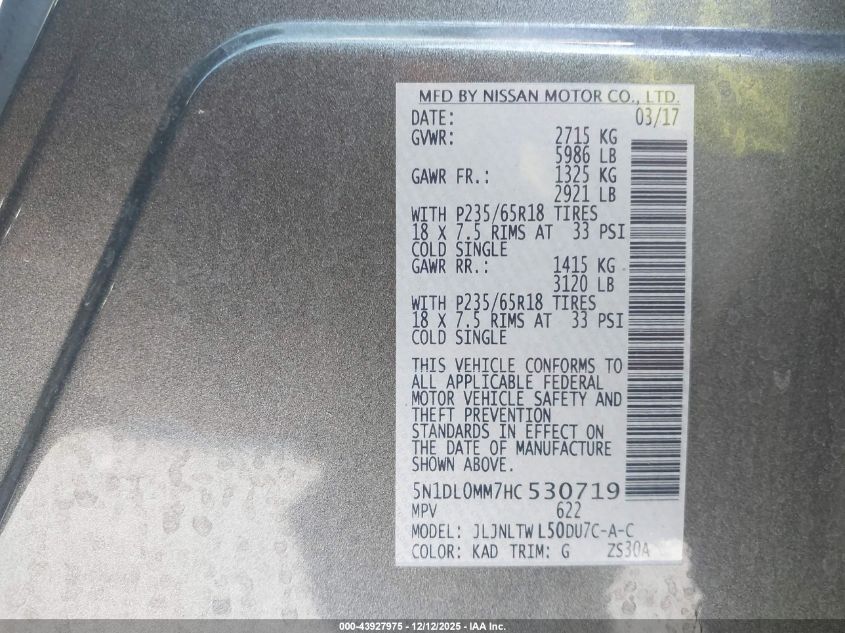 MFD BY NISSAN MOTOR CO., LTD.
DATE: 03/17
GVWR: 2715 KG
5986 LB
GAWR FR.: 1325 KG
2921 LB
WITH P235/65R18 TIRES
18 X 7.5 RIMS AT 33 PSI
COLD SINGLE
GAWR RR.: 1415 KG
3120 LB
WITH P235/65R18 TIRES
18 X 7.5 RIMS AT 33 PSI
COLD SINGLE
THIS VEHICLE CONFORMS TO
ALL APPLICABLE FEDERAL
MOTOR VEHICLE SAFETY AND
THEFT PREVENTION
STANDARDS IN EFFECT ON
THE DATE OF MANUFACTURE
SHOWN ABOVE.
5N1DL0MM7HC530719
MPV 622
MODEL: JLJNLTWL50DU7C-A-C
COLOR: KAD TRIM: G ZS30A
000-43927975 - 12/12/2025 - IAA Inc.